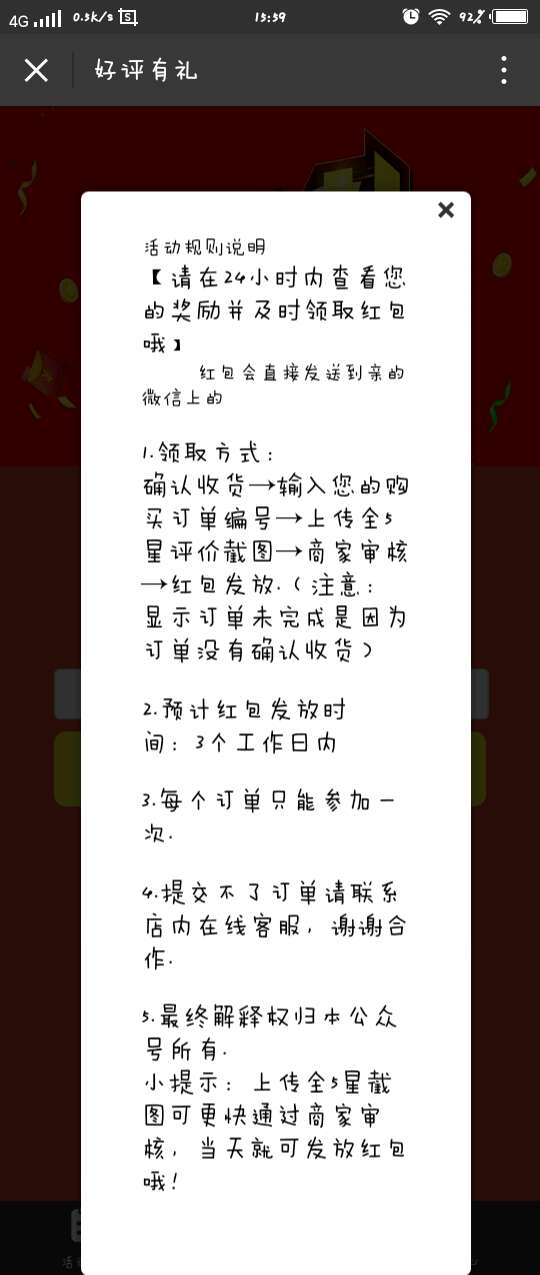 4G 0.5k/s 15:59 92%
好评有礼
活动规则说明
【请在24小时内查看您
的奖励并及时领取红包
哦】
红包会直接发送到亲的
微信上的
1.领取方式：
确认收货→输入您的购
买订单编号→上传全5
星评价截图→商家审核
→红包发放.(注意：
显示订单未完成是因为
订单没有确认收货)
2.预计红包发放时
间：3个工作日内
3.每个订单只能参加一
次.
4.提交不了订单请联系
店内在线客服，谢谢合
作.
5.最终解释权归本公众
号所有.
小提示：上传全5星截
图可更快通过商家审
核，当天就可发放红包
哦！